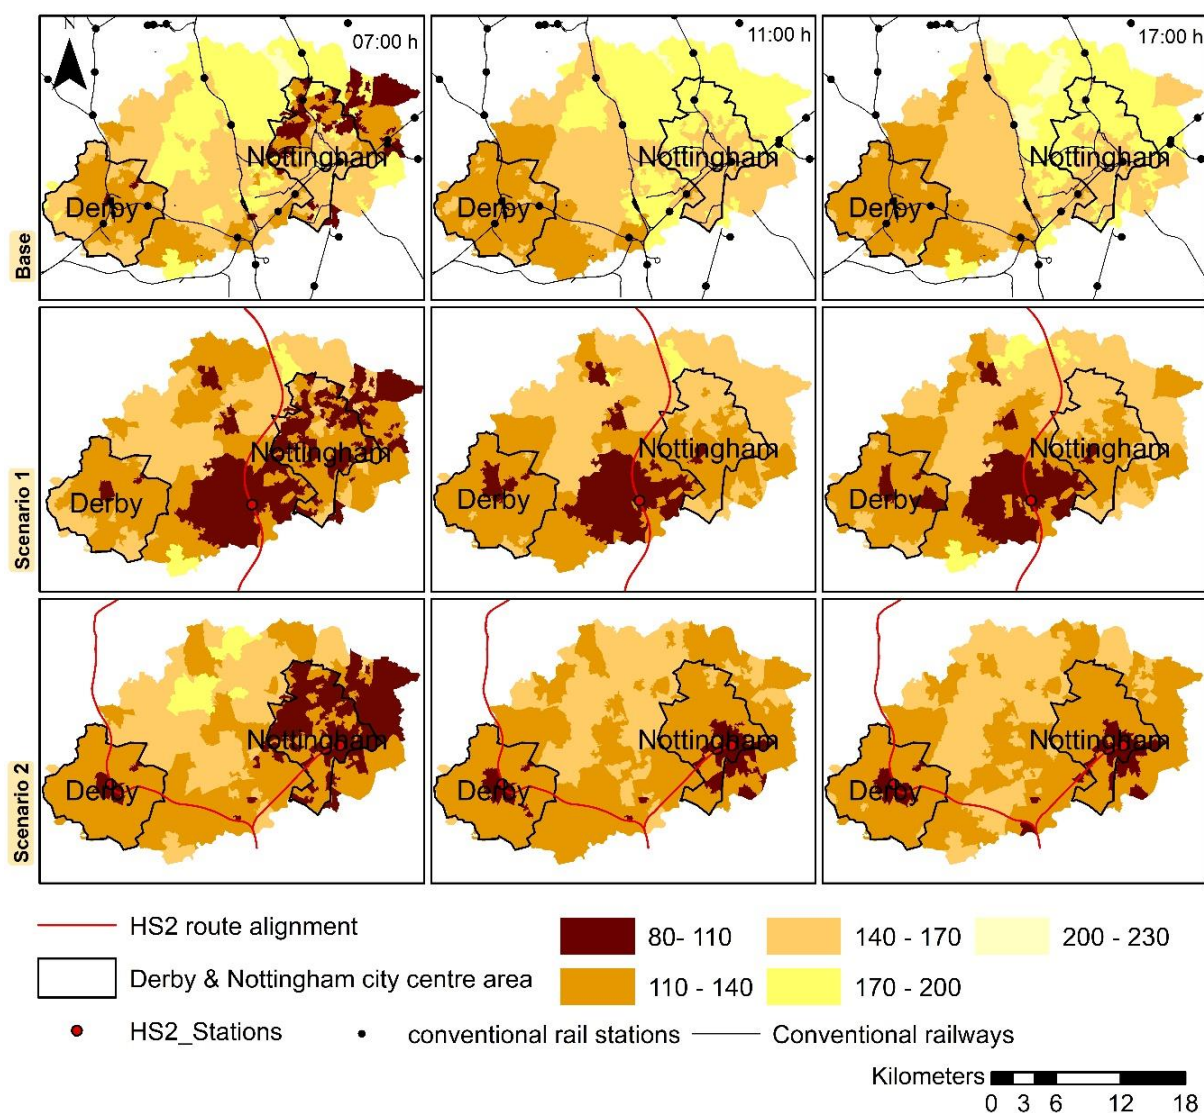 N
07:00 h
11:00 h
17:00 h
Base
Nottingham
Derby
Nottingham
Derby
Nottingham
Derby
Scenario 1
Nottingham
Derby
Nottingham
Derby
Nottingham
Derby
Scenario 2
Nottingham
Derby
Nottingham
Derby
Nottingham
Derby
HS2 route alignment
80- 110
140 - 170
200 - 230
Derby & Nottingham city centre area
110 - 140
170 - 200
HS2_Stations
conventional rail stations
Conventional railways
Kilometers
0 3 6 12 18